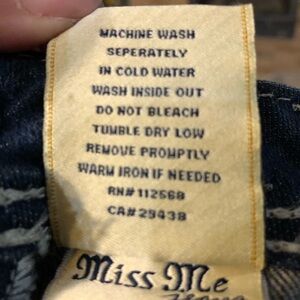 MACHINE WASH
SEPERATELY
IN COLD WATER
WASH INSIDE OUT
DO NOT BLEACH
TUMBLE DRY LOW
REMOVE PROMPTLY
WARM IRON IF NEEDED
RN#112568
CA#29438
Miss Me